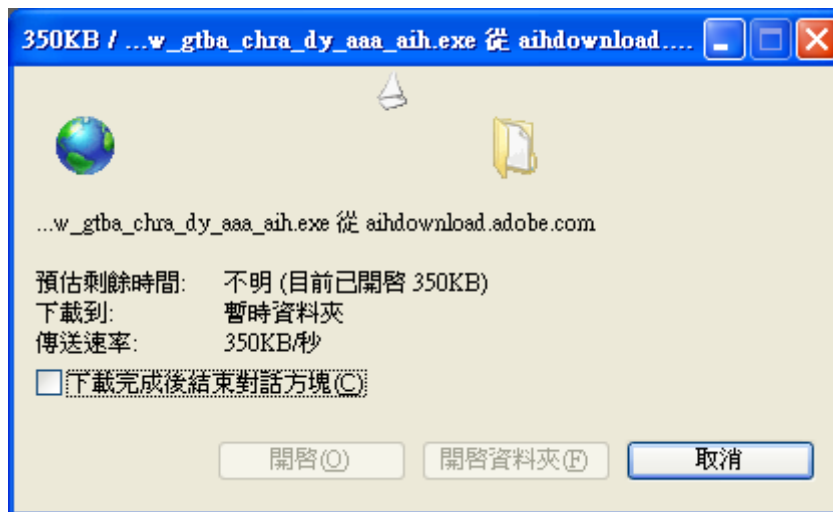 350KB / ...w_gtba_chra_dy_aaa_aih.exe 從 aihdownload....
...w_gtba_chra_dy_aaa_aih.exe 從 aihdownload.adobe.com
預估剩餘時間: 不明 (目前已開啓 350KB)
下載到: 暫時資料夾
傳送速率: 350KB/秒
下載完成後結束對話方塊(C)
開啓(O) 開啓資料夾(F) 取消